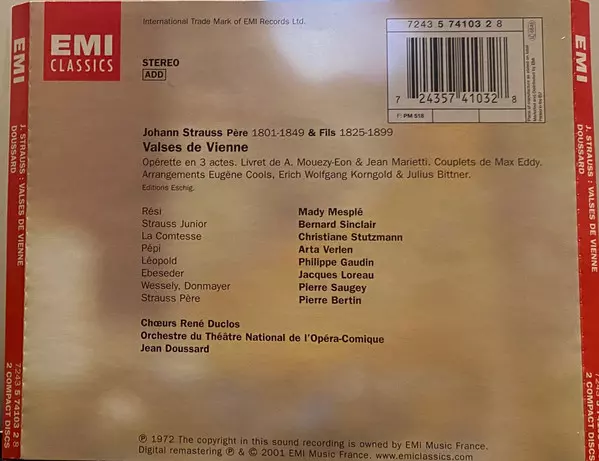 EMI
J. STRAUSS : VALSES DE VIENNE
DOUSSARD
7243 5 74103 2 8
2 COMPACT DISCS
EMI
CLASSICS
International Trade Mark of EMI Records Ltd.
STEREO
ADD
7243 5 74103 2 8
7 24357 41032 8
F: PM 518
Johann Strauss Père 1801-1849 & Fils 1825-1899
Valses de Vienne
Opérette en 3 actes. Livret de A. Mouezy-Eon & Jean Marietti. Couplets de Max Eddy.
Arrangements Eugène Cools, Erich Wolfgang Korngold & Julius Bittner.
Editions Eschig.
Rési Mady Mesplé
Strauss Junior Bernard Sinclair
La Comtesse Christiane Stutzmann
Pépi Arta Verlen
Léopold Philippe Gaudin
Ebeseder Jacques Loreau
Wessely, Donmayer Pierre Saugey
Strauss Père Pierre Bertin
Chœurs René Duclos
Orchestre du Théâtre National de l'Opéra-Comique
Jean Doussard
℗ 1972 The copyright in this sound recording is owned by EMI Music France.
Digital remastering ℗ & © 2001 EMI Music France. www.emiclassics.com
EMI
J. STRAUSS : VALSES DE VIENNE
DOUSSARD
7243 5 74103 2 8
2 COMPACT DISCS